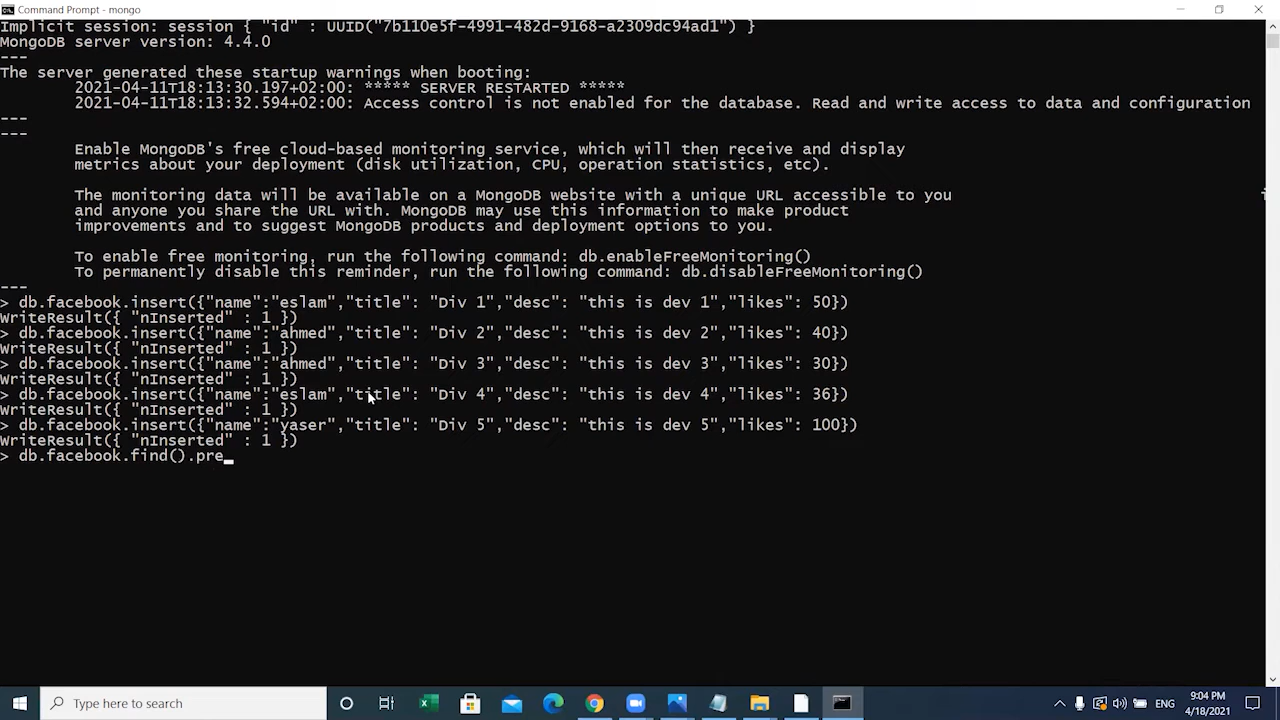 Command Prompt - mongo
Implicit session: session { "id" : UUID("7b110e5f-4991-482d-9168-a2309dc94ad1") }
MongoDB server version: 4.4.0
---
The server generated these startup warnings when booting:
2021-04-11T18:13:30.197+02:00: ***** SERVER RESTARTED *****
2021-04-11T18:13:32.594+02:00: Access control is not enabled for the database. Read and write access to data and configuration
---
---
Enable MongoDB's free cloud-based monitoring service, which will then receive and display
metrics about your deployment (disk utilization, CPU, operation statistics, etc).
The monitoring data will be available on a MongoDB website with a unique URL accessible to you
and anyone you share the URL with. MongoDB may use this information to make product
improvements and to suggest MongoDB products and deployment options to you.
To enable free monitoring, run the following command: db.enableFreeMonitoring()
To permanently disable this reminder, run the following command: db.disableFreeMonitoring()
---
> db.facebook.insert({"name":"eslam","title": "Div 1","desc": "this is dev 1","likes": 50})
WriteResult({ "nInserted" : 1 })
> db.facebook.insert({"name":"ahmed","title": "Div 2","desc": "this is dev 2","likes": 40})
WriteResult({ "nInserted" : 1 })
> db.facebook.insert({"name":"ahmed","title": "Div 3","desc": "this is dev 3","likes": 30})
WriteResult({ "nInserted" : 1 })
> db.facebook.insert({"name":"eslam","title": "Div 4","desc": "this is dev 4","likes": 36})
WriteResult({ "nInserted" : 1 })
> db.facebook.insert({"name":"yaser","title": "Div 5","desc": "this is dev 5","likes": 100})
WriteResult({ "nInserted" : 1 })
> db.facebook.find().pre_
Type here to search
ENG
9:04 PM
4/18/2021